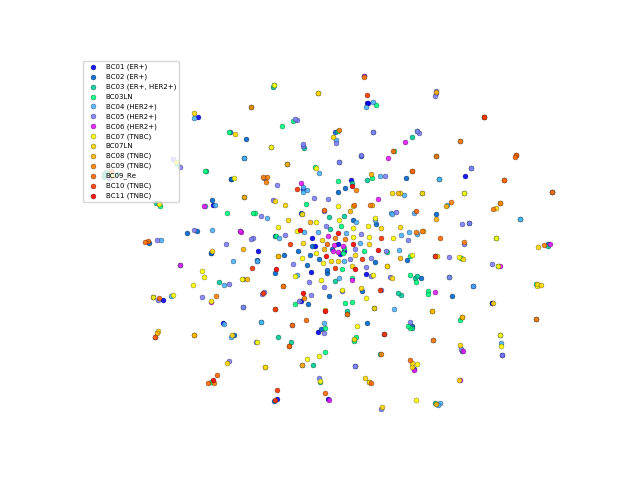 BC01 (ER+)
BC02 (ER+)
BC03 (ER+, HER2+)
BC03LN
BC04 (HER2+)
BC05 (HER2+)
BC06 (HER2+)
BC07 (TNBC)
BC07LN
BC08 (TNBC)
BC09 (TNBC)
BC09_Re
BC10 (TNBC)
BC11 (TNBC)